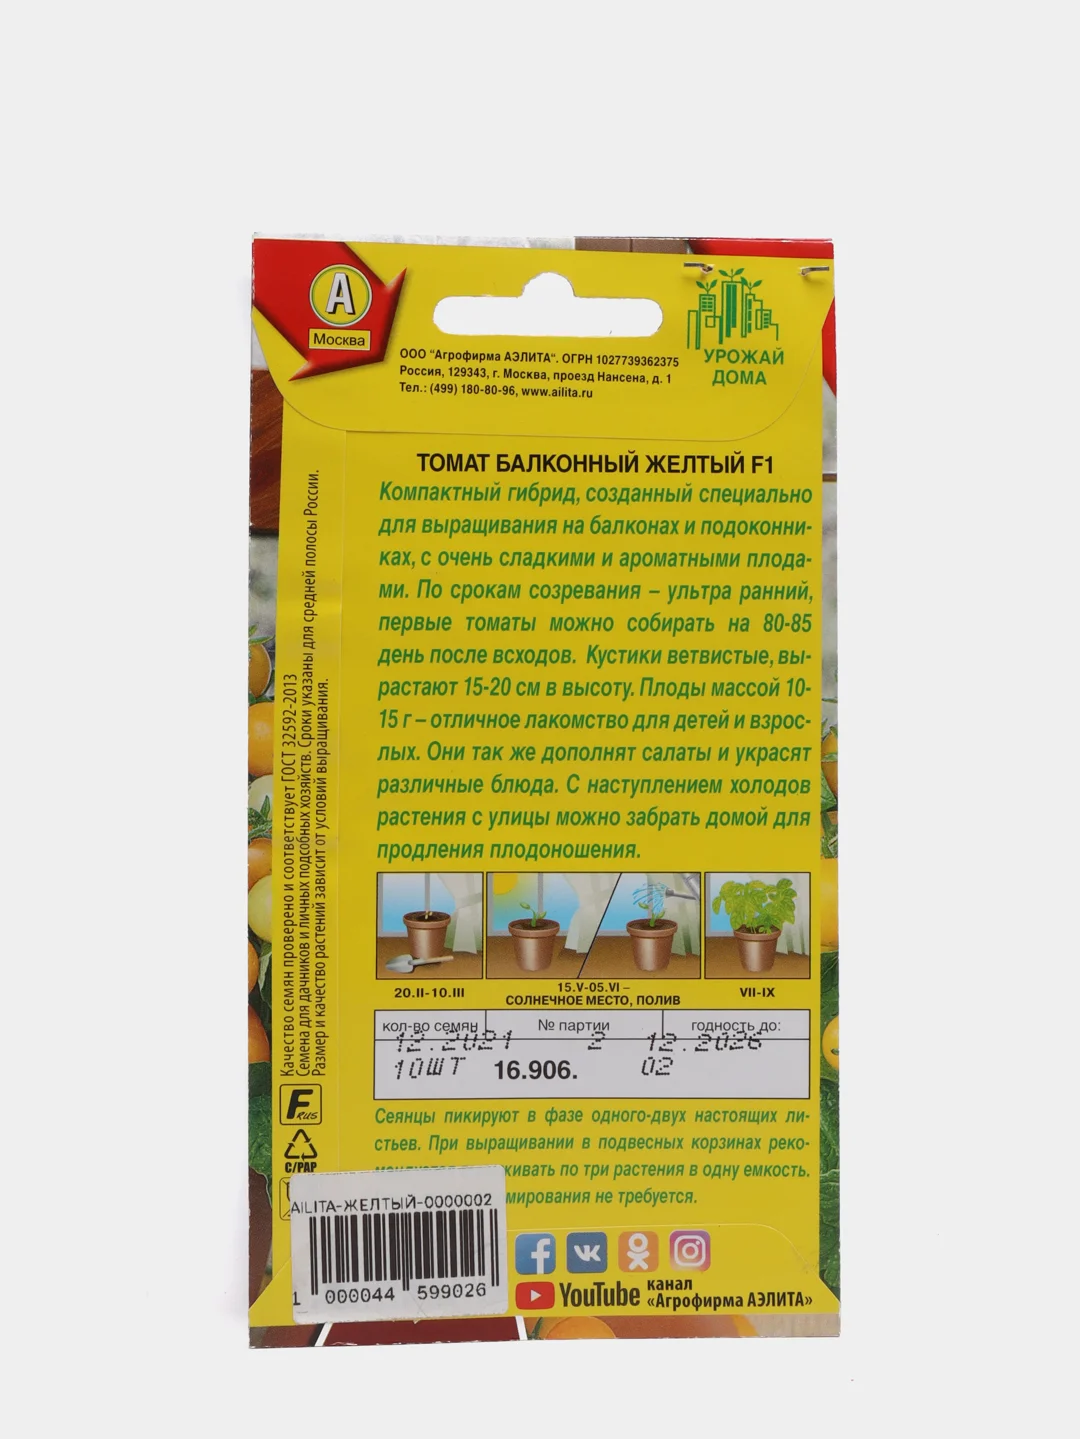 А
Москва
ООО "Агрофирма АЭЛИТА". ОГРН 1027739362375
Россия, 129343, г. Москва, проезд Нансена, д. 1
Тел.: (499) 180-80-96, www.ailita.ru
УРОЖАЙ
ДОМА
ТОМАТ БАЛКОННЫЙ ЖЕЛТЫЙ F1
Компактный гибрид, созданный специально
для выращивания на балконах и подоконни-
ках, с очень сладкими и ароматными плода-
ми. По срокам созревания – ультра ранний,
первые томаты можно собирать на 80-85
день после всходов. Кустики ветвистые, вы-
растают 15-20 см в высоту. Плоды массой 10-
15 г – отличное лакомство для детей и взрос-
лых. Они так же дополнят салаты и украсят
различные блюда. С наступлением холодов
растения с улицы можно забрать домой для
продления плодоношения.
Качество семян проверено и соответствует ГОСТ 32592-2013
Семена для дачников и личных подсобных хозяйств. Сроки указаны для средней полосы России.
Размер и качество растений зависит от условий выращивания.
20.II-10.III
15.V-05.VI –
СОЛНЕЧНОЕ МЕСТО, ПОЛИВ
VII-IX
кол-во семян № партии годность до:
12.2021 2 12.2026
10ШТ 16.906. 02
F RUS
C/PAP
Сеянцы пикируют в фазе одного-двух настоящих ли-
стьев. При выращивании в подвесных корзинах реко-
живать по три растения в одну емкость.
мирования не требуется.
AILITA-ЖЕЛТЫЙ-0000002
1 000044 599026
YouTube канал
«Агрофирма АЭЛИТА»